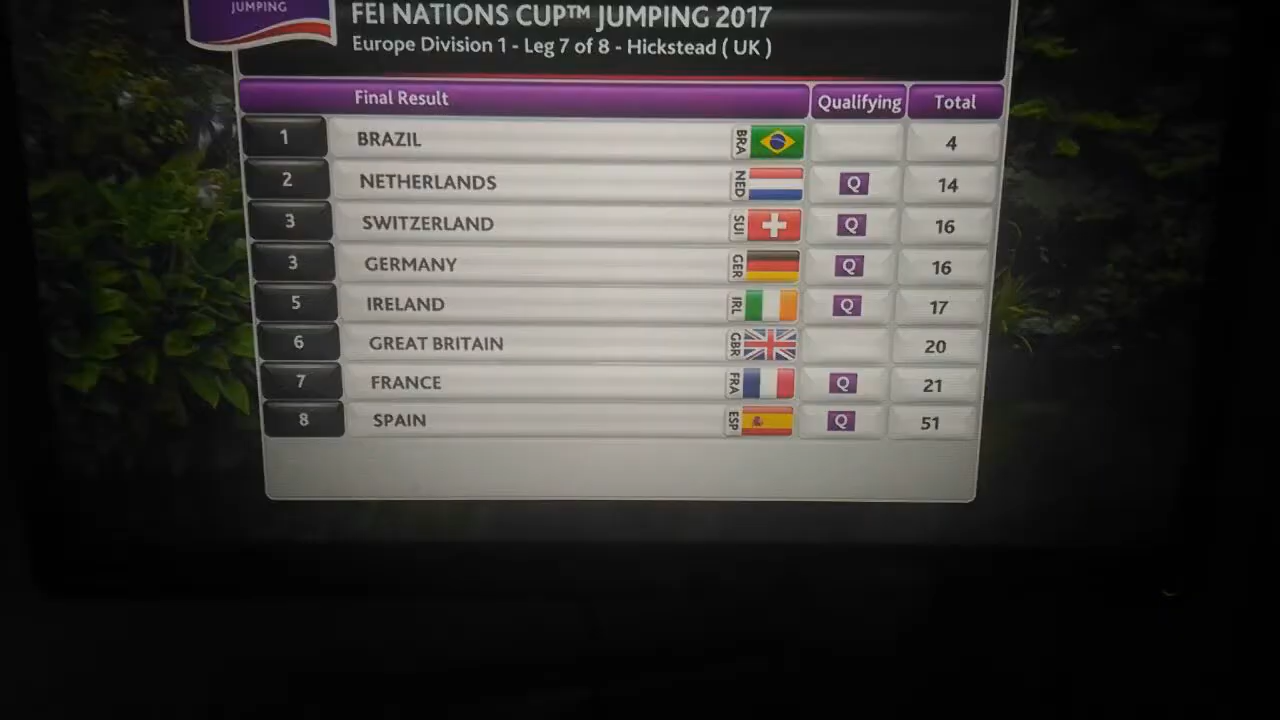 JUMPING
FEI NATIONS CUP™ JUMPING 2017
Europe Division 1 - Leg 7 of 8 - Hickstead ( UK )
Final Result Qualifying Total
1 BRAZIL BRA 4
2 NETHERLANDS NED Q 14
3 SWITZERLAND SUI Q 16
3 GERMANY GER Q 16
5 IRELAND IRL Q 17
6 GREAT BRITAIN GBR 20
7 FRANCE FRA Q 21
8 SPAIN ESP Q 51